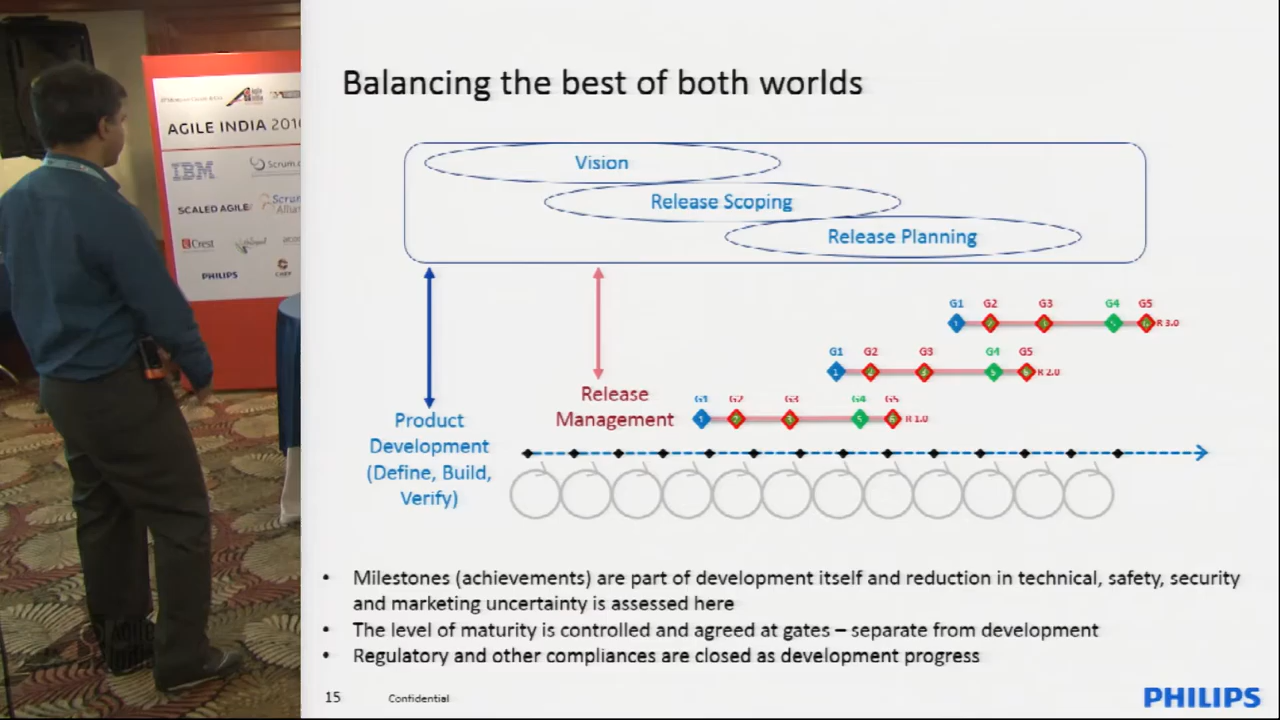 AGILE INDIA 201
IBM
SCALED AGILE
Scrum
Allia
Crest
PHILIPS
Balancing the best of both worlds
Vision
Release Scoping
Release Planning
G1 G2 G3 G4 G5
R 3.0
G1 G2 G3 G4 G5
R 2.0
Release
Management
G1 G2 G3 G4 G5
R 1.0
Product
Development
(Define, Build,
Verify)
• Milestones (achievements) are part of development itself and reduction in technical, safety, security
and marketing uncertainty is assessed here
• The level of maturity is controlled and agreed at gates – separate from development
• Regulatory and other compliances are closed as development progress
15 Confidential
PHILIPS